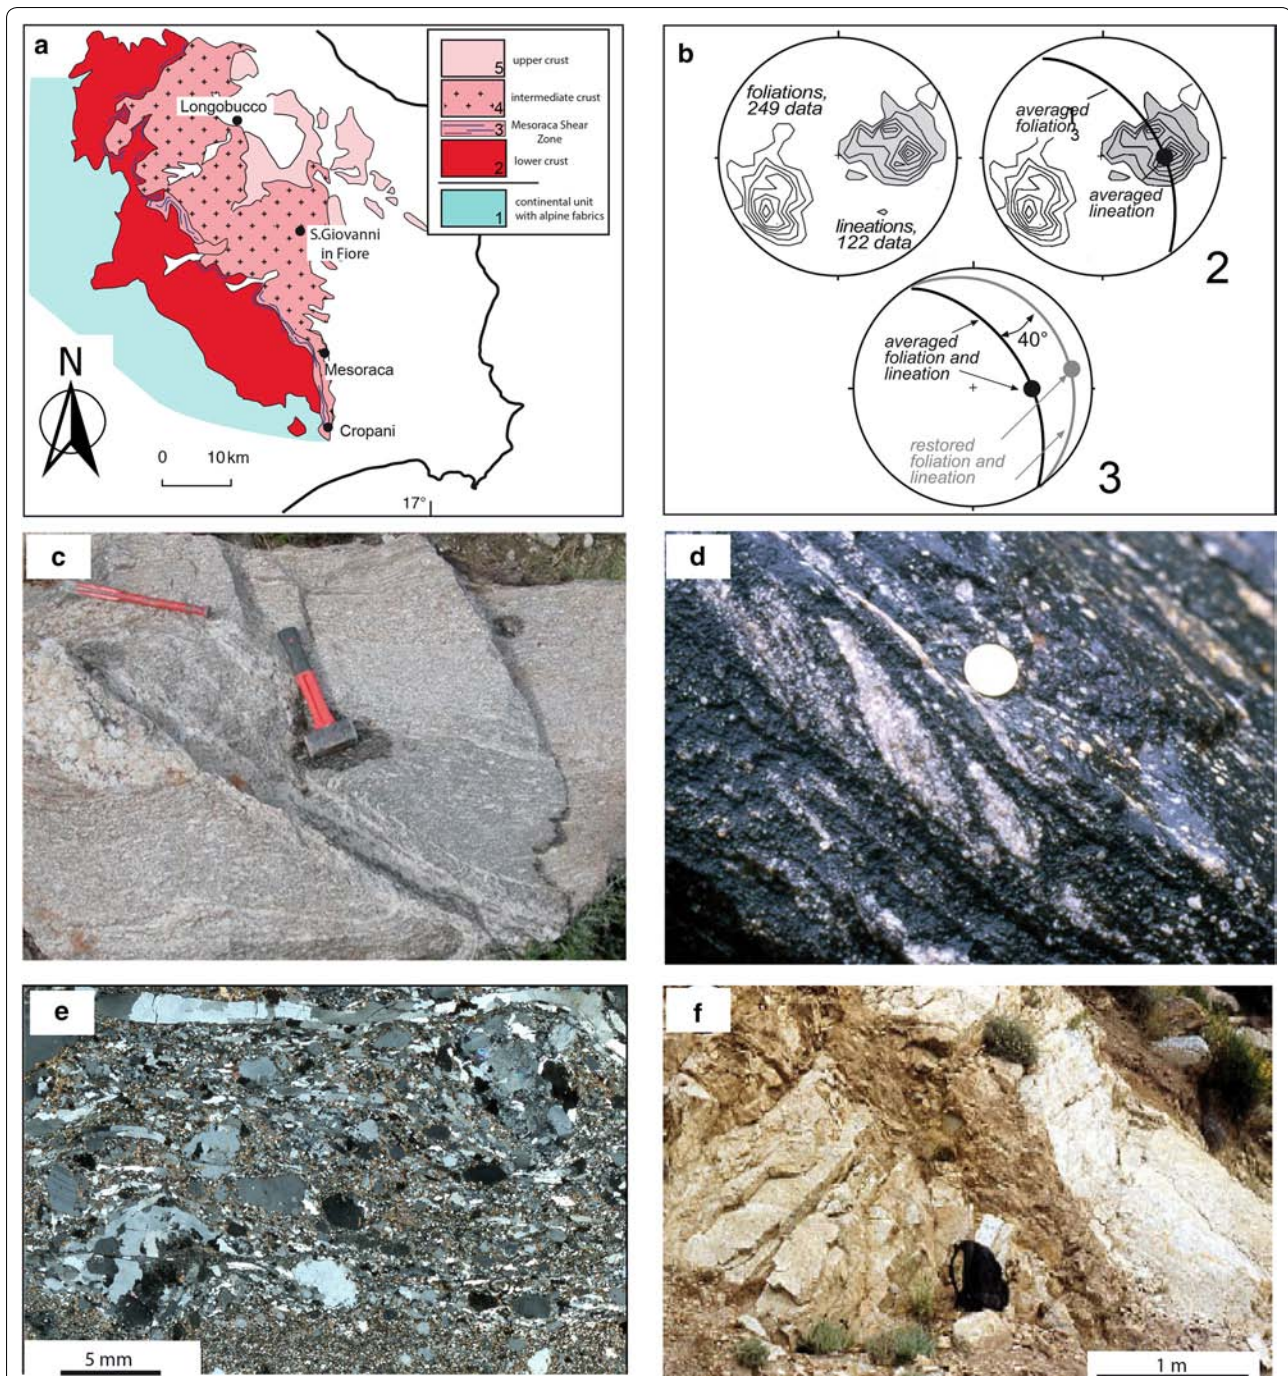 a
5
upper crust
4
intermediate crust
3
Mesoraca Shear
Zone
2
lower crust
1
continental unit
with alpine fabrics
Longobucco
S.Giovanni
in Fiore
Mesoraca
Cropani
N
0
10 km
17°
b
foliations,
249 data
lineations,
122 data
averaged
foliation
1
3
averaged
lineation
2
averaged
foliation and
lineation
40°
restored
foliation and
lineation
3
c
d
e
5 mm
f
1 m